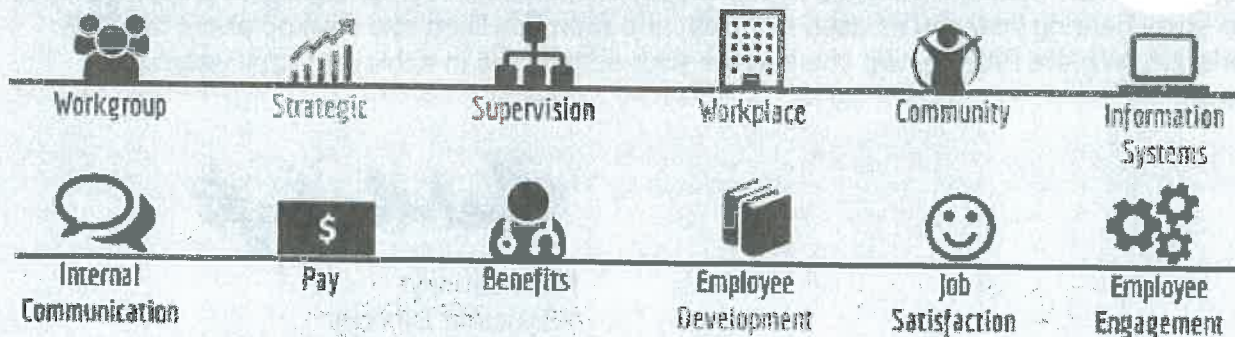 Workgroup Strategic Supervision Workplace Community Information Systems
$
Internal Communication Pay Benefits Employee Development Job Satisfaction Employee Engagement